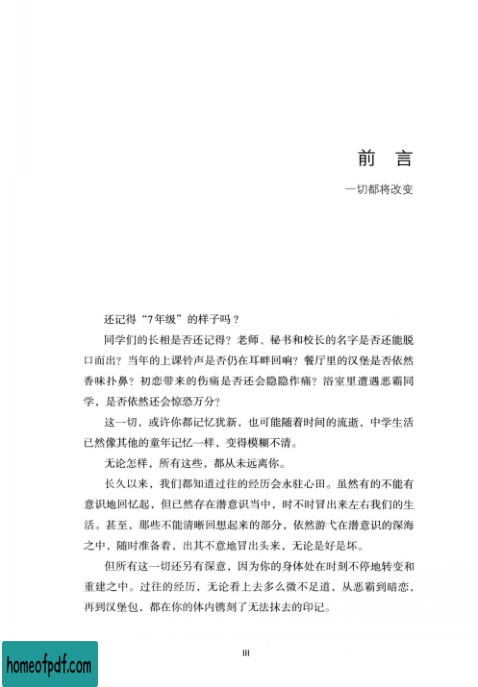 前 言
一切都将改变
还记得“7年级”的样子吗？
同学们的长相是否还记得？老师、秘书和校长的名字是否还能脱
口而出？当年的上课铃声是否仍在耳畔回响？餐厅里的汉堡是否依然
香味扑鼻？初恋带来的伤痛是否还会隐隐作痛？浴室里遭遇恶霸同
学，是否依然还会惊恐万分？
这一切，或许你都记忆犹新，也可能随着时间的流逝，中学生活
已然像其他的童年记忆一样，变得模糊不清。
无论怎样，所有这些，都从未远离你。
长久以来，我们都知道过往的经历会永驻心田。虽然有的不能有
意识地回忆起，但已然存在潜意识当中，时不时冒出来左右我们的生
活。甚至，那些不能清晰回想起来的部分，依然游弋在潜意识的深海
之中，随时准备着，出其不意地冒出头来，无论是好是坏。
但所有这一切还另有深意，因为你的身体处在时刻不停地转变和
重建之中。过往的经历，无论看上去多么微不足道，从恶霸到暗恋，
再到汉堡包，都在你的体内镌刻了无法抹去的印记。
III
homeofpdf.com